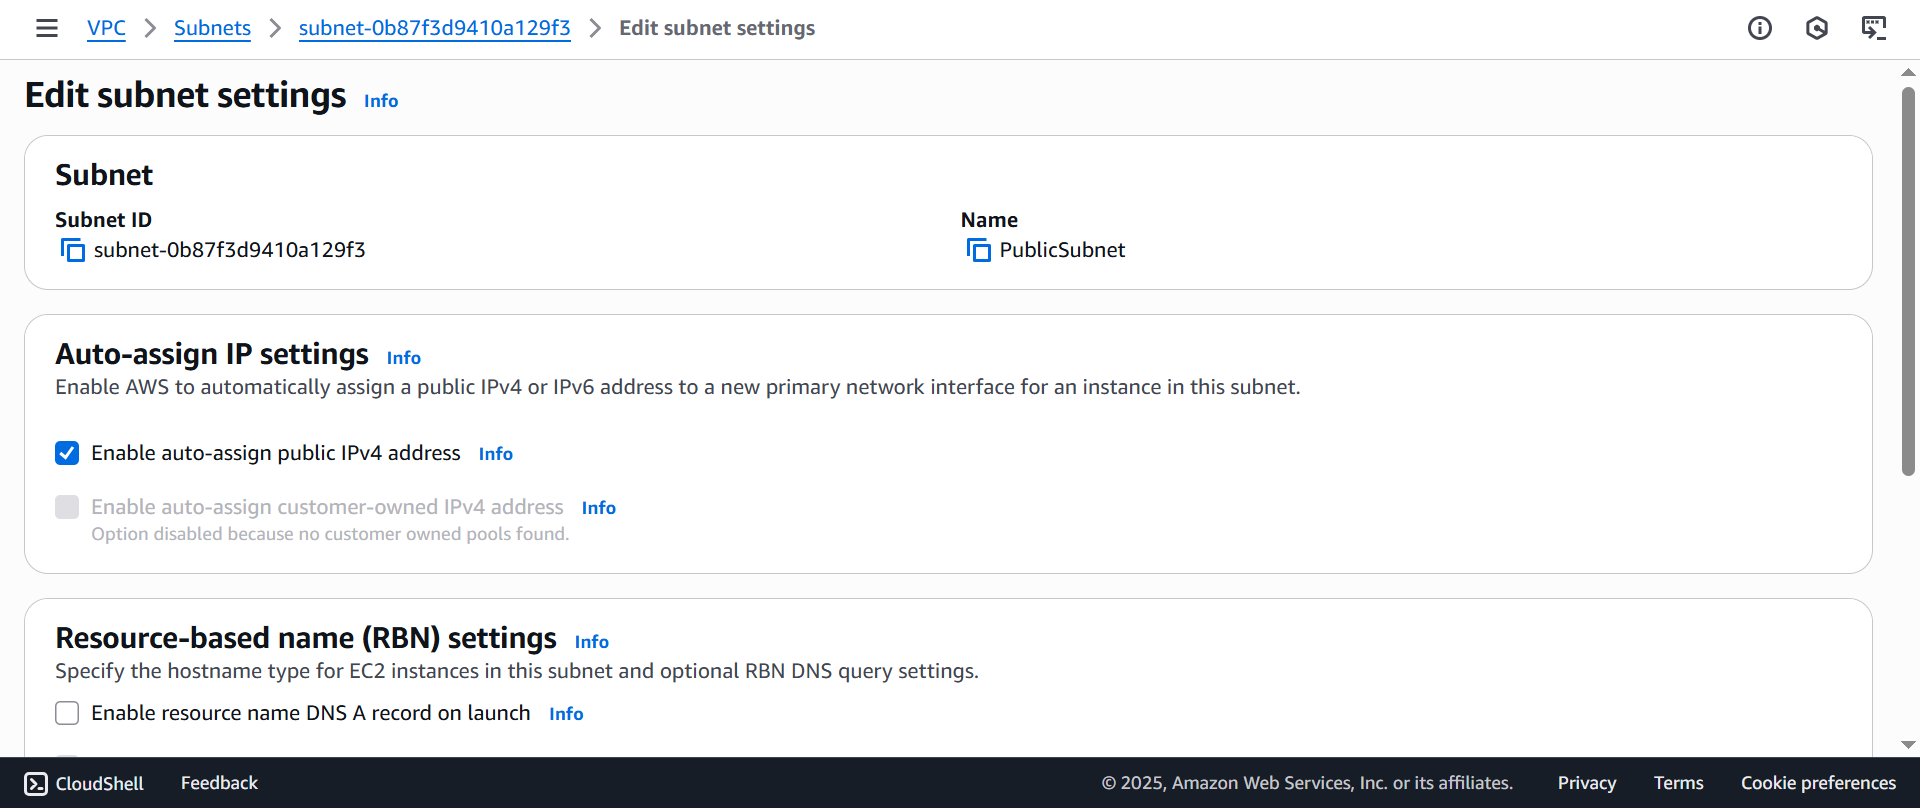 VPC > Subnets > subnet-0b87f3d9410a129f3 > Edit subnet settings
Edit subnet settings Info
Subnet
Subnet ID
subnet-0b87f3d9410a129f3
Name
PublicSubnet
Auto-assign IP settings Info
Enable AWS to automatically assign a public IPv4 or IPv6 address to a new primary network interface for an instance in this subnet.
Enable auto-assign public IPv4 address Info
Enable auto-assign customer-owned IPv4 address Info
Option disabled because no customer owned pools found.
Resource-based name (RBN) settings Info
Specify the hostname type for EC2 instances in this subnet and optional RBN DNS query settings.
Enable resource name DNS A record on launch Info
CloudShell Feedback © 2025, Amazon Web Services, Inc. or its affiliates. Privacy Terms Cookie preferences